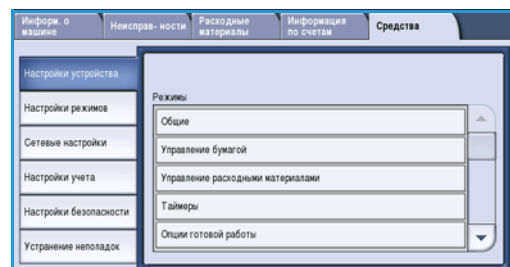 Информ. о
машине
Неисправ- ности
Расходные
материалы
Информация
по счетам
Средства
Настройки устройства
Настройки режимов
Сетевые настройки
Настройки учета
Настройки безопасности
Устранение неполадок
Режимы
Общие
Управление бумагой
Управление расходными материалами
Таймеры
Опции готовой работы